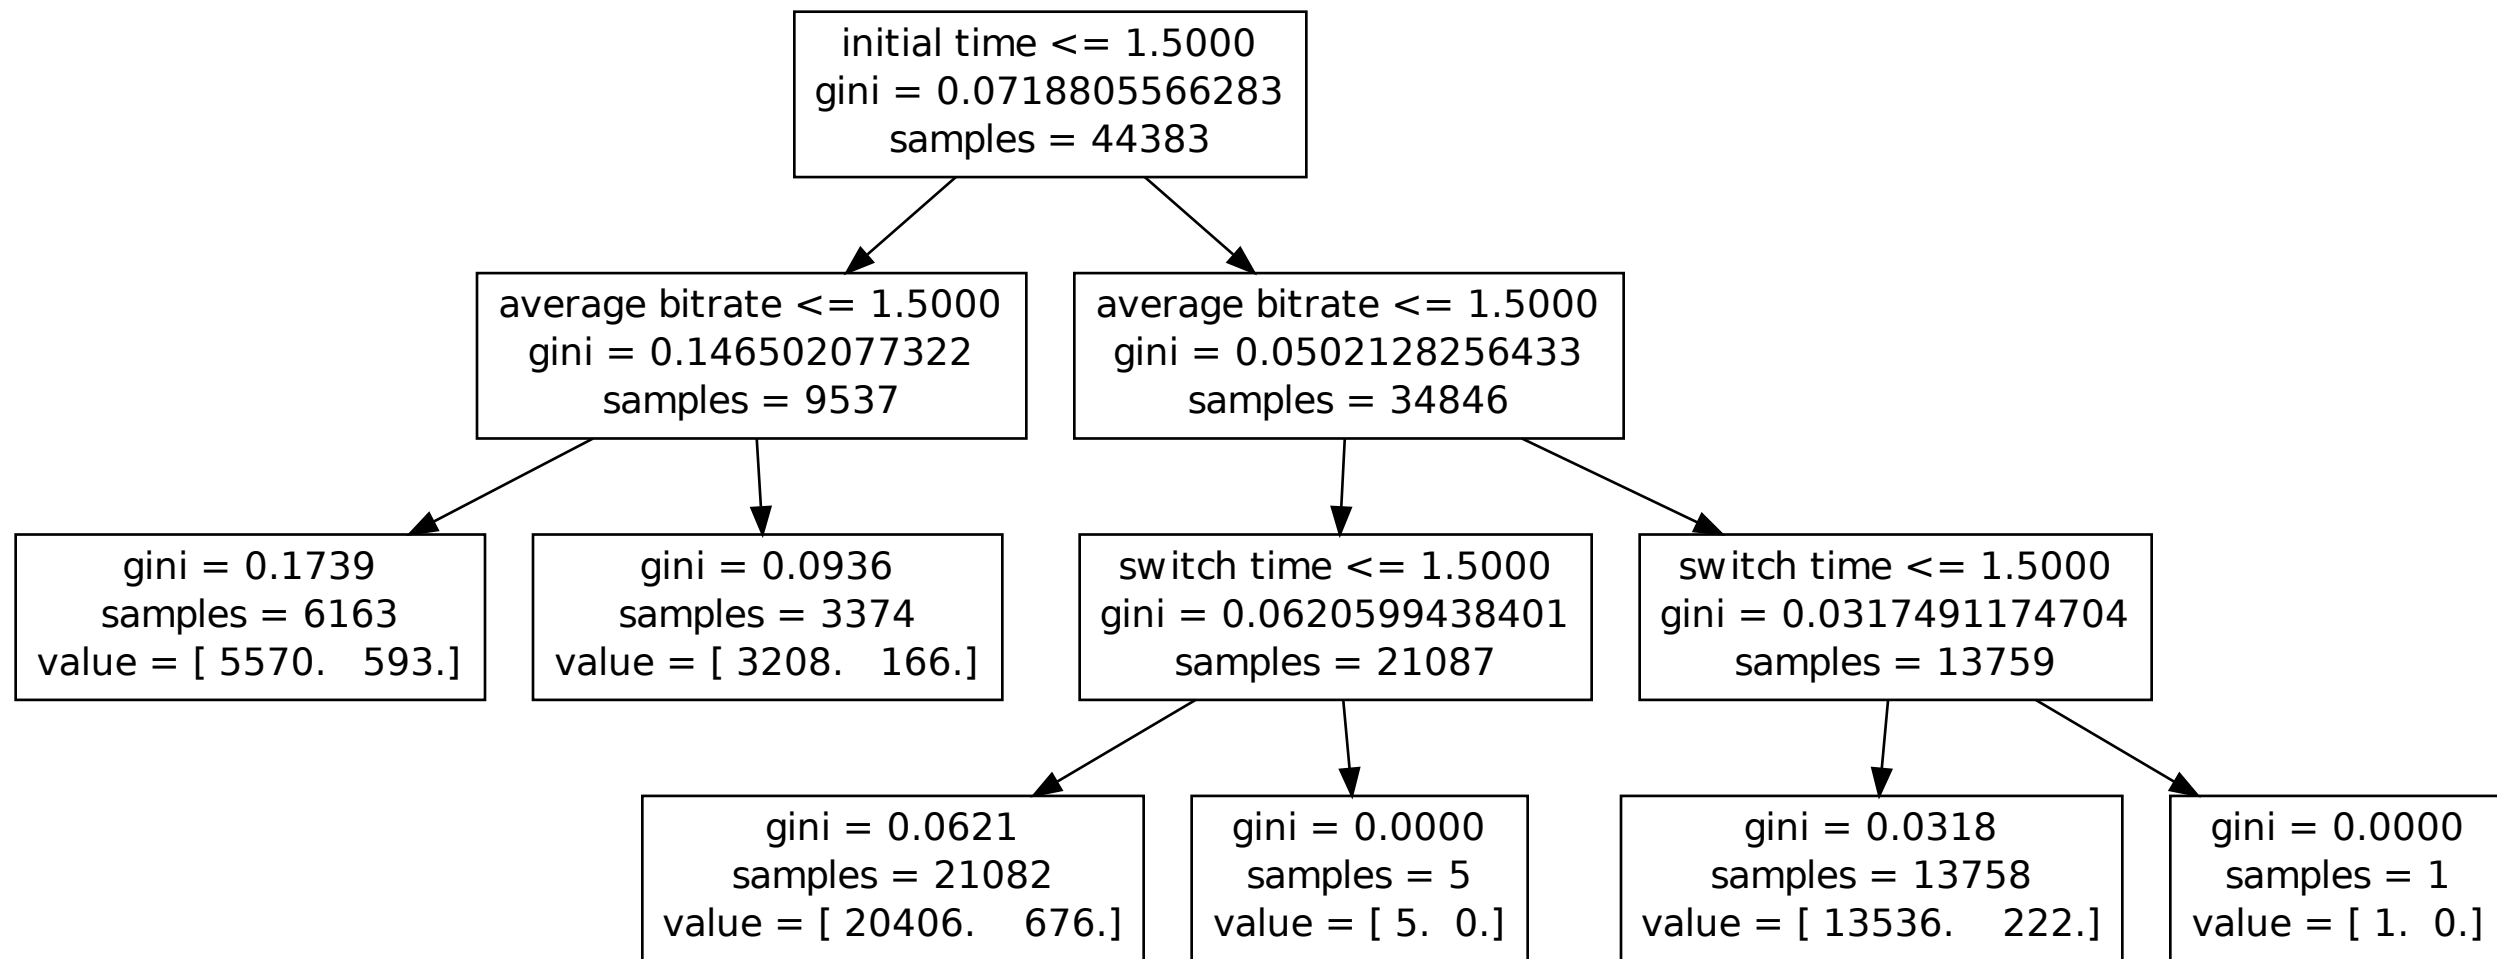 initial time <= 1.5000
gini = 0.0718805566283
samples = 44383
average bitrate <= 1.5000
gini = 0.146502077322
samples = 9537
average bitrate <= 1.5000
gini = 0.0502128256433
samples = 34846
gini = 0.1739
samples = 6163
value = [ 5570.   593.]
gini = 0.0936
samples = 3374
value = [ 3208.   166.]
switch time <= 1.5000
gini = 0.0620599438401
samples = 21087
switch time <= 1.5000
gini = 0.0317491174704
samples = 13759
gini = 0.0621
samples = 21082
value = [ 20406.    676.]
gini = 0.0000
samples = 5
value = [ 5.  0.]
gini = 0.0318
samples = 13758
value = [ 13536.    222.]
gini = 0.0000
samples = 1
value = [ 1.  0.]